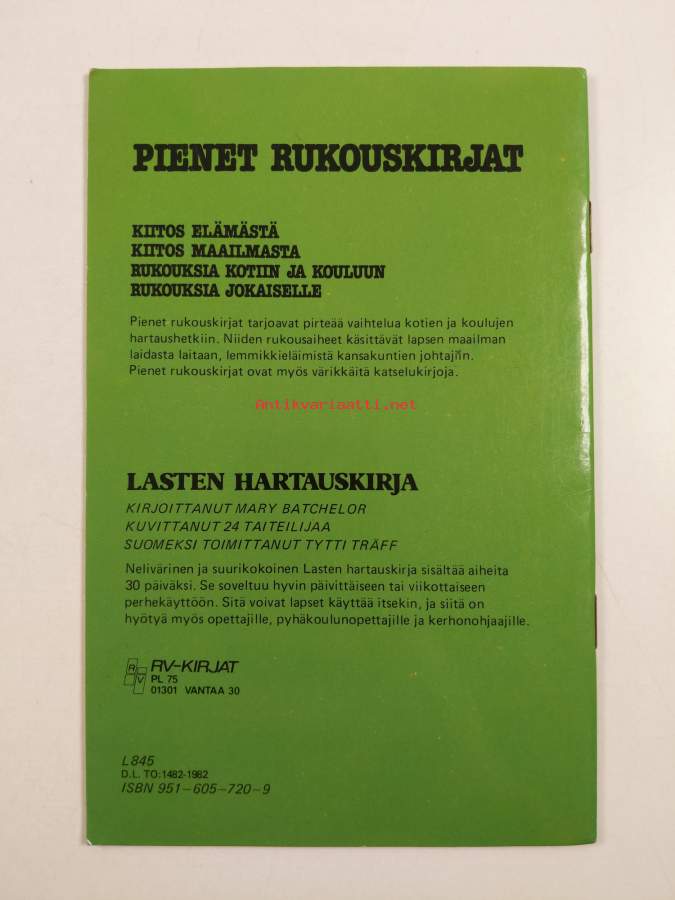 PIENET RUKOUSKIRJAT
KIITOS ELÄMÄSTÄ
KIITOS MAAILMASTA
RUKOUKSIA KOTIIN JA KOULUUN
RUKOUKSIA JOKAISELLE
Pienet rukouskirjat tarjoavat pirteää vaihtelua kotien ja koulujen
hartaushetkiin. Niiden rukousaiheet käsittävät lapsen maailman
laidasta laitaan, lemmikkieläimistä kansakuntien johtajiin.
Pienet rukouskirjat ovat myös värikkäitä katselukirjoja.
Antikvariaatti.net
LASTEN HARTAUSKIRJA
KIRJOITTANUT MARY BATCHELOR
KUVITTANUT 24 TAITEILIJAA
SUOMEKSI TOIMITTANUT TYTTI TRÄFF
Nelivärinen ja suurikokoinen Lasten hartauskirja sisältää aiheita
30 päiväksi. Se soveltuu hyvin päivittäiseen tai viikottaiseen
perhekäyttöön. Sitä voivat lapset käyttää itsekin, ja siitä on
hyötyä myös opettajille, pyhäkoulunopettajille ja kerhonohjaajille.
R V RV-KIRJAT
PL 75
01301 VANTAA 30
L845
D.L. TO:1482-1982
ISBN 951-605-720-9